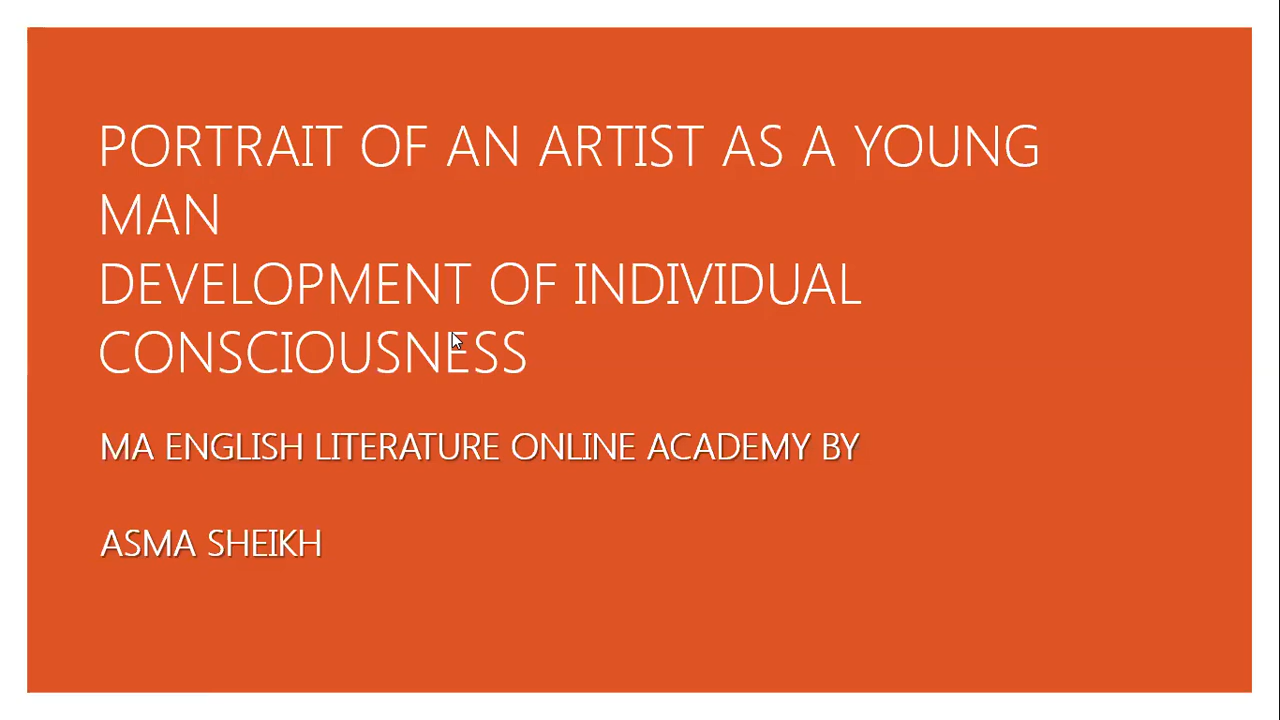 PORTRAIT OF AN ARTIST AS A YOUNG
MAN
DEVELOPMENT OF INDIVIDUAL
CONSCIOUSNESS
MA ENGLISH LITERATURE ONLINE ACADEMY BY
ASMA SHEIKH